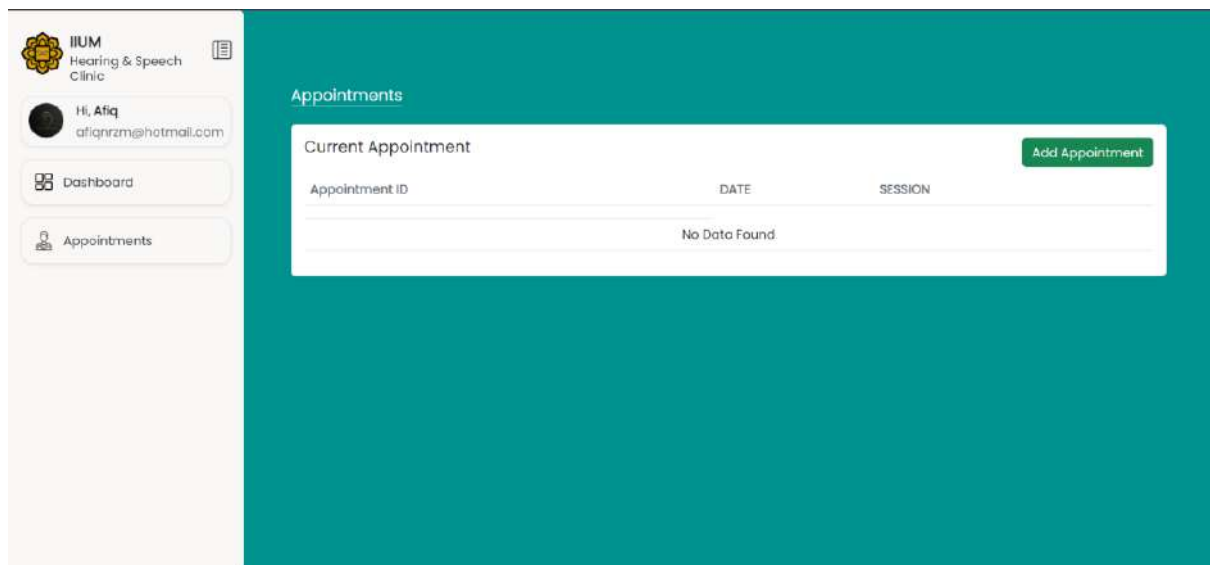 IIUM
Hearing & Speech
Clinic
Hi, Afiq
afiqnrzm@hotmail.com
Dashboard
Appointments
Appointments
Current Appointment
Add Appointment
Appointment ID DATE SESSION
No Data Found